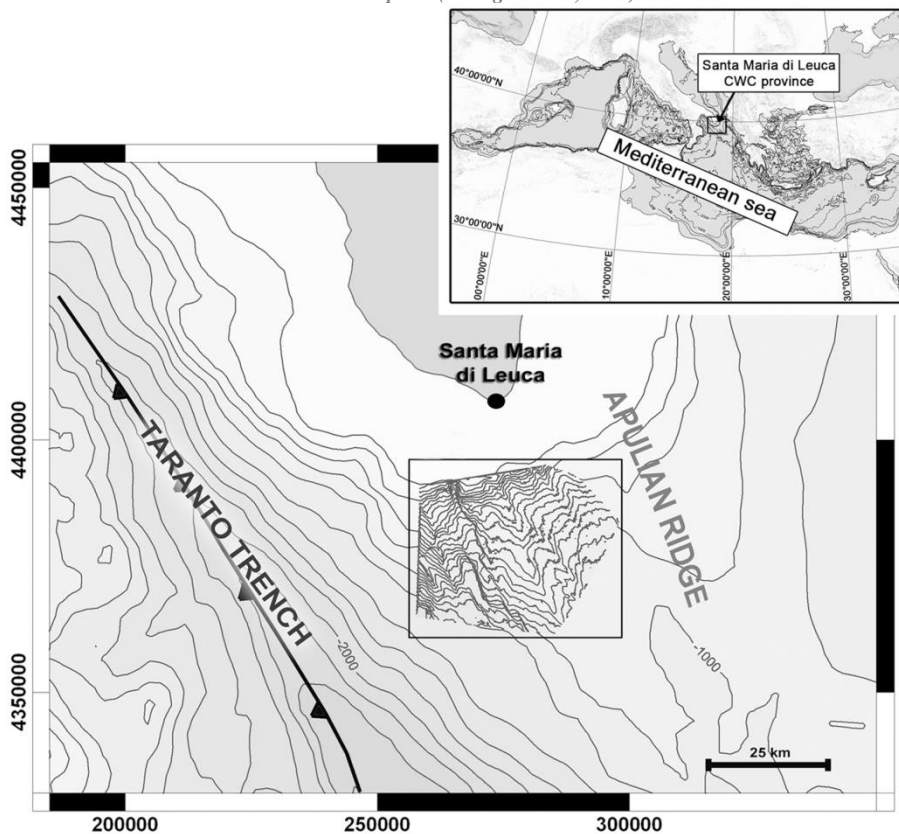 40°00'00"N
Santa Maria di Leuca
CWC province
Mediterranean sea
30°00'00"N
00°00'00"E
10°00'00"E
20°00'00"E
30°00'00"E
4450000
Santa Maria
di Leuca
4400000
TARANTO TRENCH
APULIAN RIDGE
-2000
-1000
4350000
25 km
200000
250000
300000